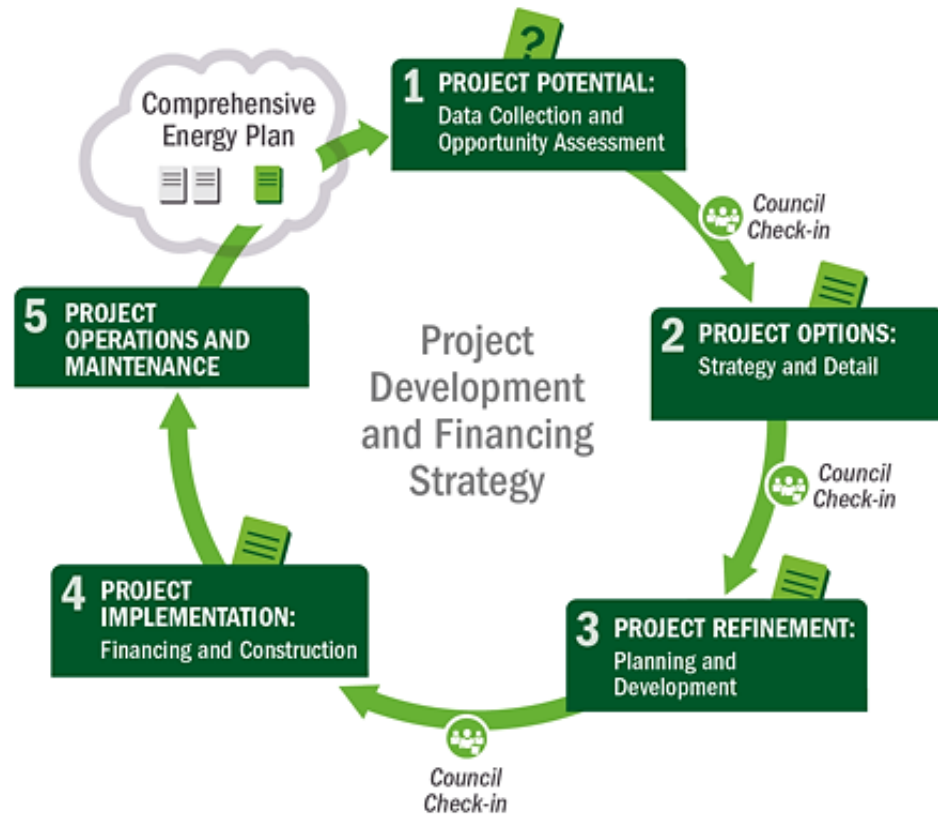 Comprehensive
Energy Plan
?
1 PROJECT POTENTIAL:
Data Collection and
Opportunity Assessment
Council
Check-in
2 PROJECT OPTIONS:
Strategy and Detail
Council
Check-in
3 PROJECT REFINEMENT:
Planning and
Development
Council
Check-in
4 PROJECT
IMPLEMENTATION:
Financing and Construction
5 PROJECT
OPERATIONS AND
MAINTENANCE
Project
Development
and Financing
Strategy